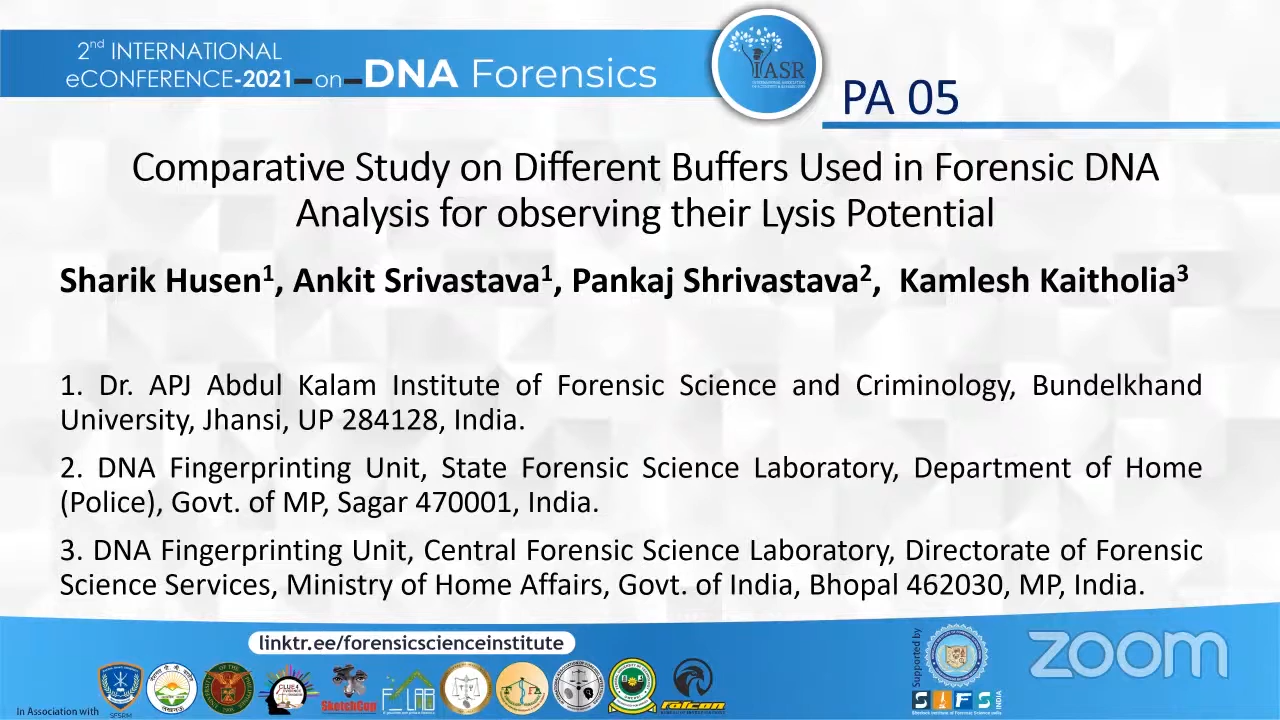 2nd INTERNATIONAL
eCONFERENCE-2021 on DNA Forensics
IASR
PA 05
Comparative Study on Different Buffers Used in Forensic DNA
Analysis for observing their Lysis Potential
Sharik Husen1, Ankit Srivastava1, Pankaj Shrivastava2, Kamlesh Kaitholia3
1. Dr. APJ Abdul Kalam Institute of Forensic Science and Criminology, Bundelkhand
University, Jhansi, UP 284128, India.
2. DNA Fingerprinting Unit, State Forensic Science Laboratory, Department of Home
(Police), Govt. of MP, Sagar 470001, India.
3. DNA Fingerprinting Unit, Central Forensic Science Laboratory, Directorate of Forensic
Science Services, Ministry of Home Affairs, Govt. of India, Bhopal 462030, MP, India.
linktr.ee/forensicscienceinstitute
In Association with
SketchCop
falcon
Supported by
SIFS INDIA
zoom